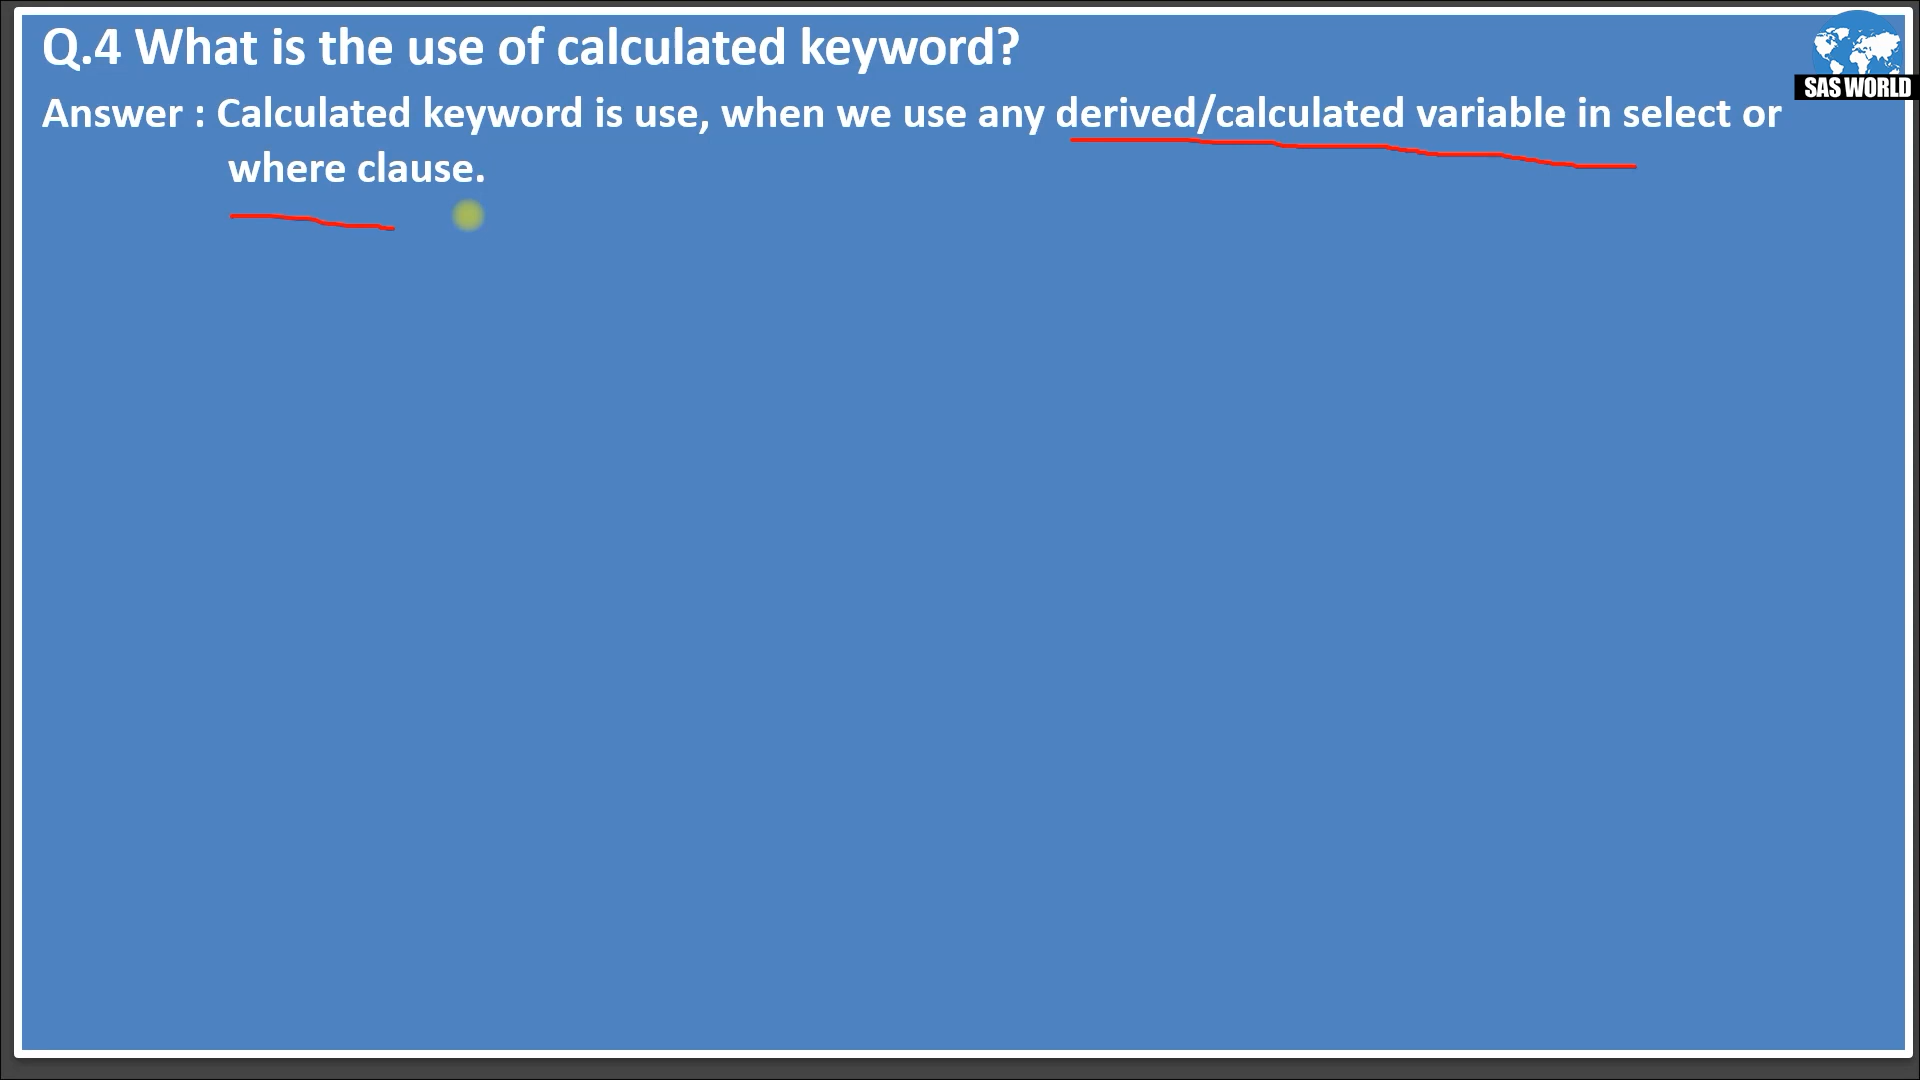 Q.4 What is the use of calculated keyword?
SAS WORLD
Answer : Calculated keyword is use, when we use any derived/calculated variable in select or
where clause.